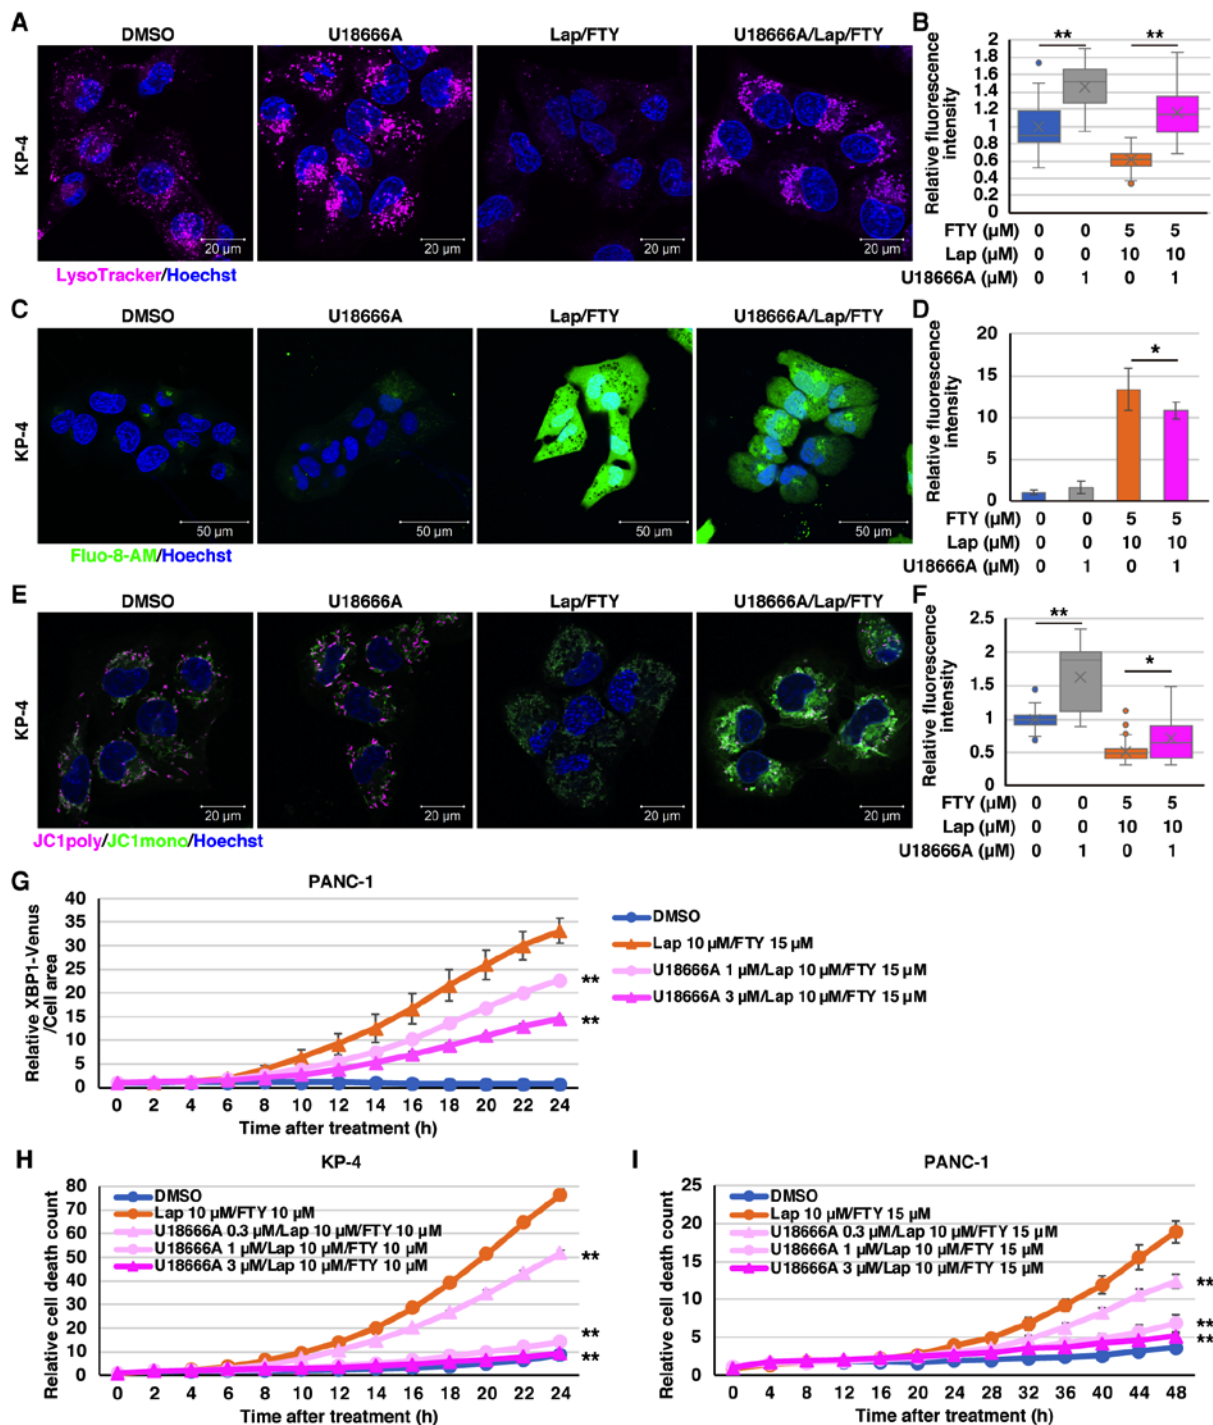 A
DMSO
U18666A
Lap/FTY
U18666A/Lap/FTY
KP-4
20 µm
20 µm
20 µm
20 µm
LysoTracker/Hoechst
B
Relative fluorescence
intensity
2
1.8
1.6
1.4
1.2
1
0.8
0.6
0.4
0.2
0
** **
FTY (µM) 0 0 5 5
Lap (µM) 0 0 10 10
U18666A (µM) 0 1 0 1
C
DMSO
U18666A
Lap/FTY
U18666A/Lap/FTY
KP-4
50 µm
50 µm
50 µm
50 µm
Fluo-8-AM/Hoechst
D
Relative fluorescence
intensity
20
15
10
5
0
*
FTY (µM) 0 0 5 5
Lap (µM) 0 0 10 10
U18666A (µM) 0 1 0 1
E
DMSO
U18666A
Lap/FTY
U18666A/Lap/FTY
KP-4
20 µm
20 µm
20 µm
20 µm
JC1poly/JC1mono/Hoechst
F
Relative fluorescence
intensity
2.5
2
1.5
1
0.5
0
** *
FTY (µM) 0 0 5 5
Lap (µM) 0 0 10 10
U18666A (µM) 0 1 0 1
G
PANC-1
Relative XBP1-Venus
/Cell area
40
35
30
25
20
15
10
5
0
0 2 4 6 8 10 12 14 16 18 20 22 24
Time after treatment (h)
**
**
DMSO
Lap 10 µM/FTY 15 µM
U18666A 1 µM/Lap 10 µM/FTY 15 µM
U18666A 3 µM/Lap 10 µM/FTY 15 µM
H
KP-4
Relative cell death count
80
70
60
50
40
30
20
10
0
DMSO
Lap 10 µM/FTY 10 µM
U18666A 0.3 µM/Lap 10 µM/FTY 10 µM
U18666A 1 µM/Lap 10 µM/FTY 10 µM
U18666A 3 µM/Lap 10 µM/FTY 10 µM
**
**
**
0 2 4 6 8 10 12 14 16 18 20 22 24
Time after treatment (h)
I
PANC-1
Relative cell death count
25
20
15
10
5
0
DMSO
Lap 10 µM/FTY 15 µM
U18666A 0.3 µM/Lap 10 µM/FTY 15 µM
U18666A 1 µM/Lap 10 µM/FTY 15 µM
U18666A 3 µM/Lap 10 µM/FTY 15 µM
**
**
**
0 4 8 12 16 20 24 28 32 36 40 44 48
Time after treatment (h)